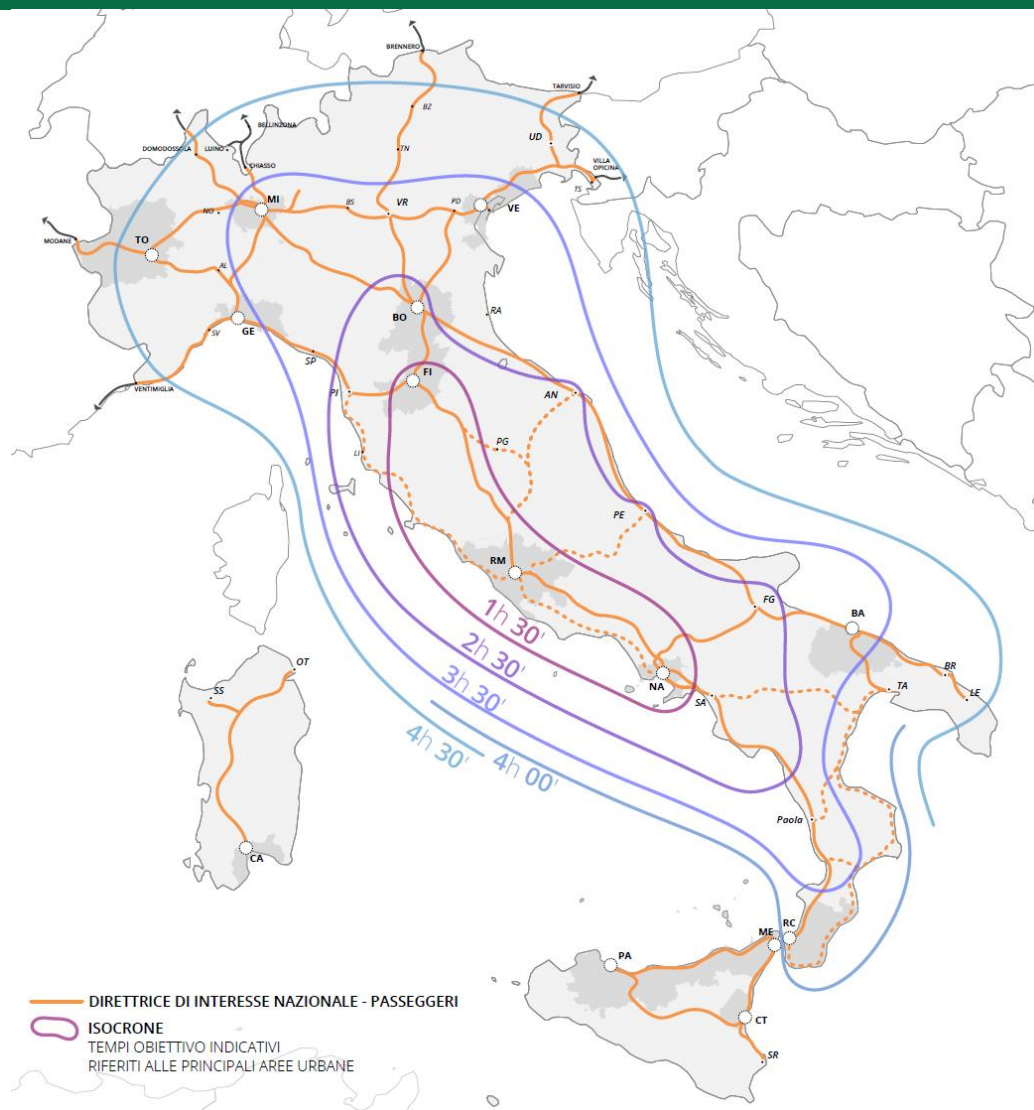 BRENNERO
TARVISIO
BZ
BELLINZONA
UD
DOMODOSSOLA
LUINO
TN
CHIASSO
VILLA
OPICINA
TS
MI
BS
VR
PD
VE
NO
MODANE
TO
AL
BO
RA
GE
SV
SP
FI
VENTIMIGLIA
PI
AN
PG
LI
PE
RM
FG
1h 30'
BA
2h 30'
BR
3h 30'
NA
TA
LE
SA
OT
SS
4h 30'
4h 00'
Paola
CA
RC
ME
PA
DIRETTRICE DI INTERESSE NAZIONALE - PASSEGGERI
ISOCRONE
TEMPI OBIETTIVO INDICATIVI
RIFERITI ALLE PRINCIPALI AREE URBANE
CT
SR